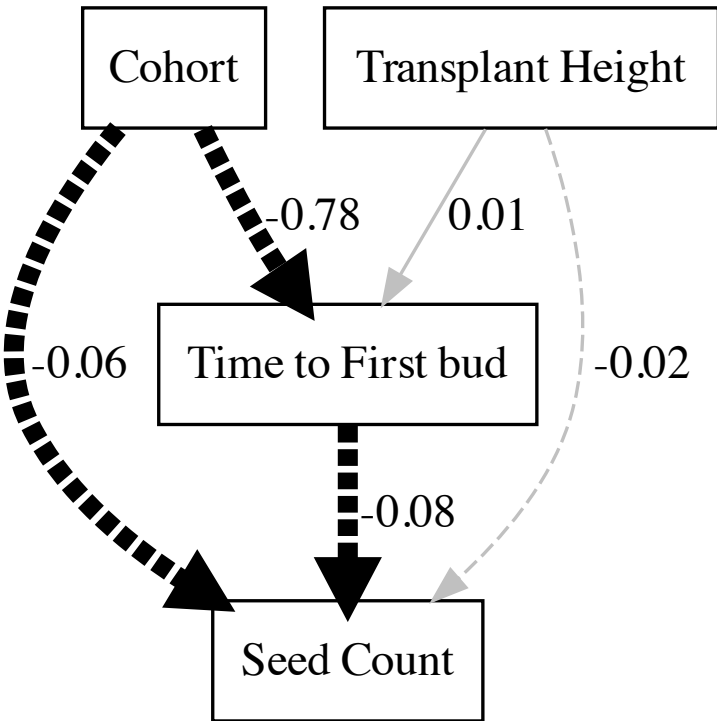 Cohort
Transplant Height
-0.78
0.01
Time to First bud
-0.06
-0.02
-0.08
Seed Count